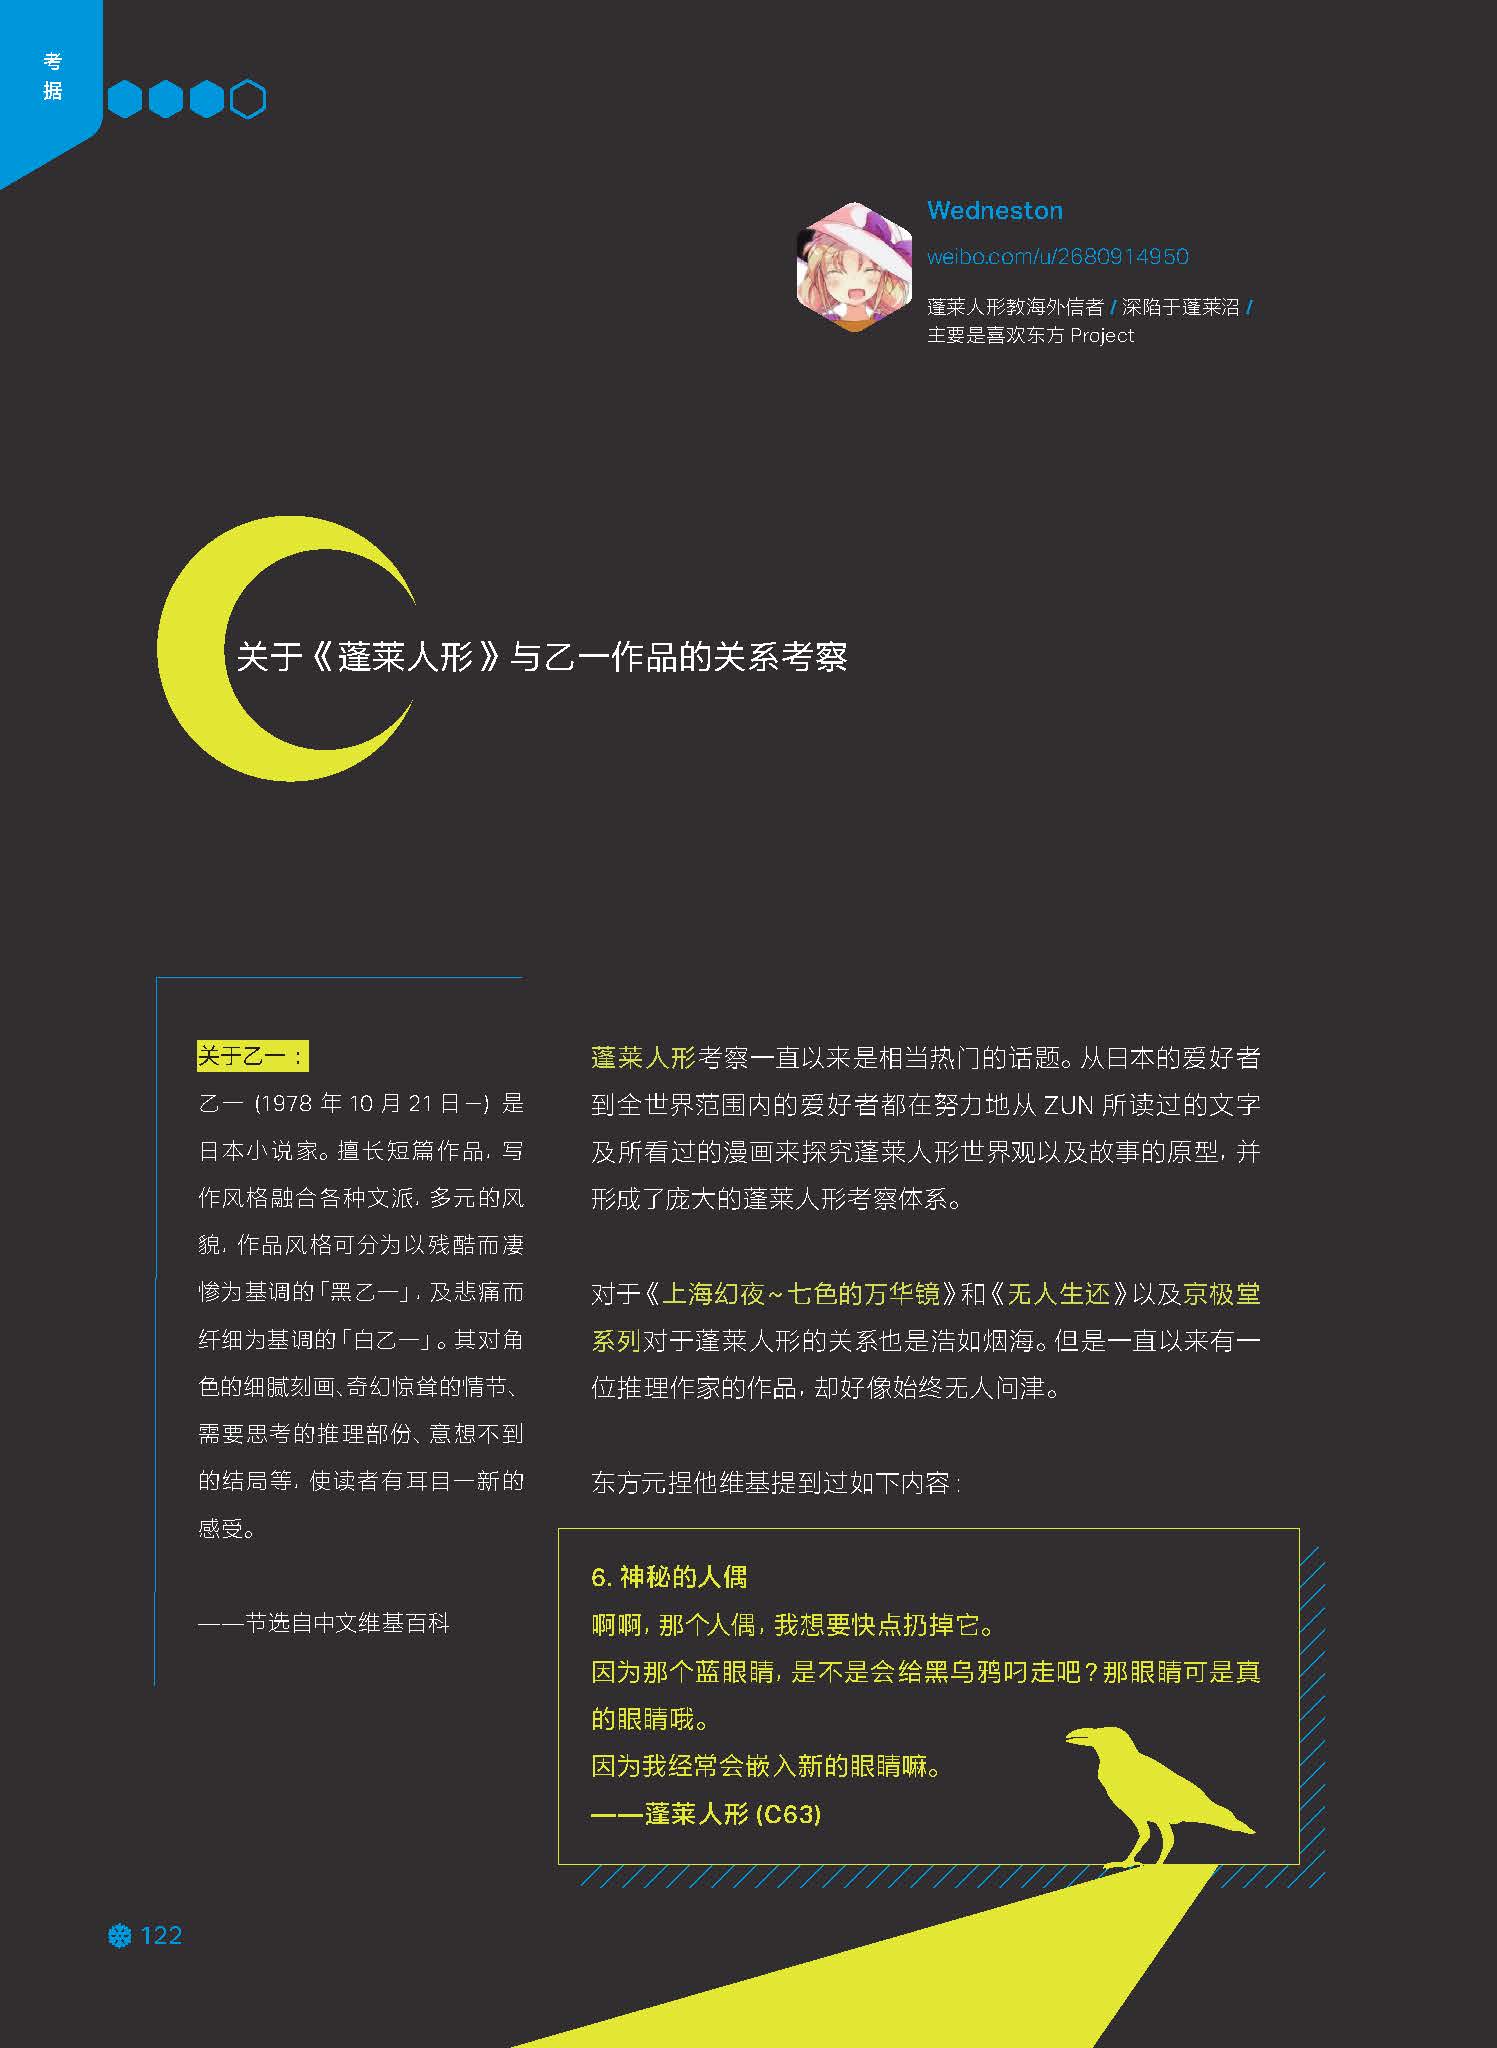 考
据
Wedneston
weibo.com/u/2680914950
蓬莱人形教海外信者 / 深陷于蓬莱沼 /
主要是喜欢东方 Project
关于《蓬莱人形》与乙一作品的关系考察
关于乙一：
乙一 (1978 年 10 月 21 日－) 是
日本小说家。擅长短篇作品，写
作风格融合各种文派，多元的风
貌，作品风格可分为以残酷而凄
惨为基调的「黑乙一」，及悲痛而
纤细为基调的「白乙一」。其对角
色的细腻刻画、奇幻惊耸的情节、
需要思考的推理部份、意想不到
的结局等，使读者有耳目一新的
感受。
——节选自中文维基百科
蓬莱人形考察一直以来是相当热门的话题。从日本的爱好者
到全世界范围内的爱好者都在努力地从 ZUN 所读过的文字
及所看过的漫画来探究蓬莱人形世界观以及故事的原型，并
形成了庞大的蓬莱人形考察体系。
对于《上海幻夜~七色的万华镜》和《无人生还》以及京极堂
系列对于蓬莱人形的关系也是浩如烟海。但是一直以来有一
位推理作家的作品，却好像始终无人问津。
东方元捏他维基提到过如下内容：
6. 神秘的人偶
啊啊，那个人偶，我想要快点扔掉它。
因为那个蓝眼睛，是不是会给黑乌鸦叼走吧？那眼睛可是真
的眼睛哦。
因为我经常会嵌入新的眼睛嘛。
——蓬莱人形 (C63)
122